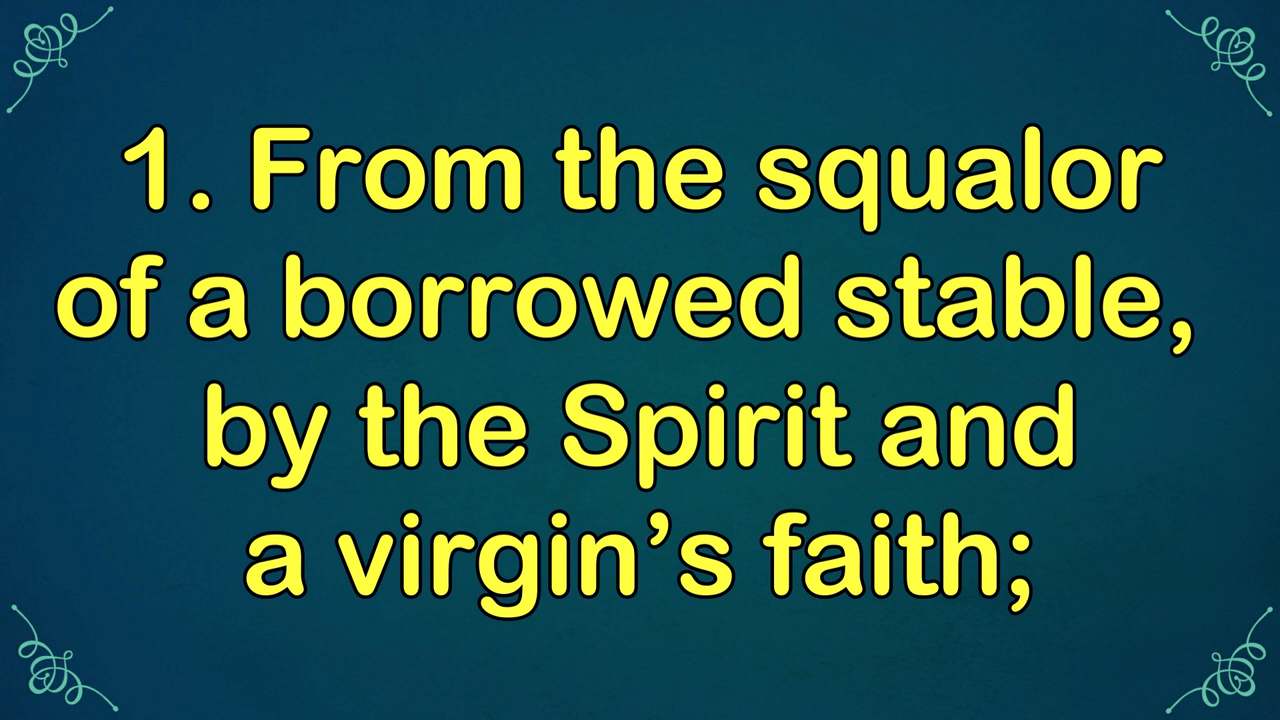 1. From the squalor
of a borrowed stable,
by the Spirit and
a virgin’s faith;